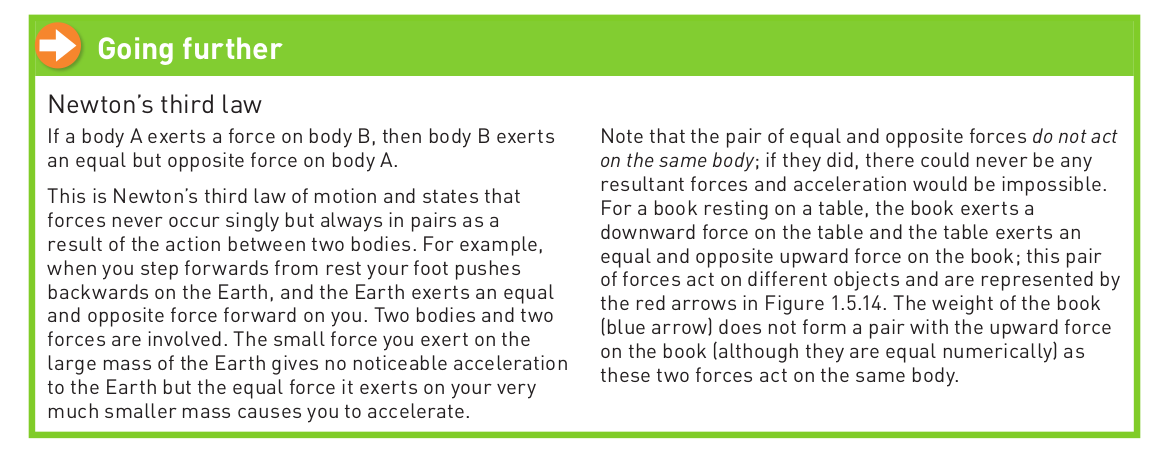 Going further
Newton’s third law
If a body A exerts a force on body B, then body B exerts
an equal but opposite force on body A.
This is Newton’s third law of motion and states that
forces never occur singly but always in pairs as a
result of the action between two bodies. For example,
when you step forwards from rest your foot pushes
backwards on the Earth, and the Earth exerts an equal
and opposite force forward on you. Two bodies and two
forces are involved. The small force you exert on the
large mass of the Earth gives no noticeable acceleration
to the Earth but the equal force it exerts on your very
much smaller mass causes you to accelerate.
Note that the pair of equal and opposite forces do not act
on the same body; if they did, there could never be any
resultant forces and acceleration would be impossible.
For a book resting on a table, the book exerts a
downward force on the table and the table exerts an
equal and opposite upward force on the book; this pair
of forces act on different objects and are represented by
the red arrows in Figure 1.5.14. The weight of the book
(blue arrow) does not form a pair with the upward force
on the book (although they are equal numerically) as
these two forces act on the same body.